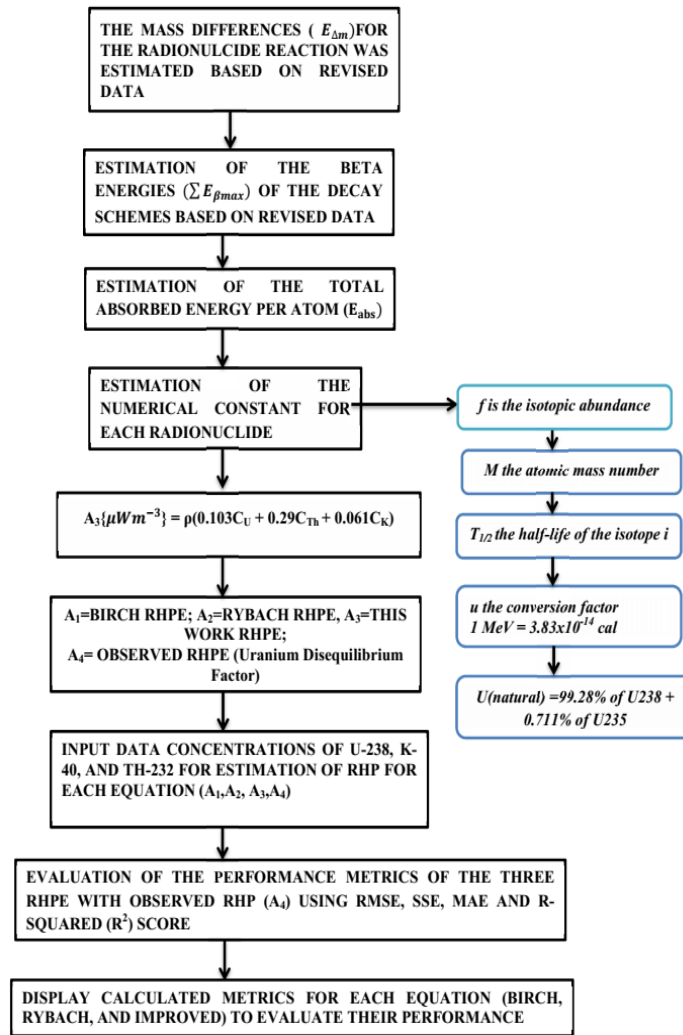 THE MASS DIFFERENCES ( E_Δm)FOR
THE RADIONULCIDE REACTION WAS
ESTIMATED BASED ON REVISED
DATA
ESTIMATION OF THE BETA
ENERGIES (∑ E_βmax) OF THE DECAY
SCHEMES BASED ON REVISED DATA
ESTIMATION OF THE TOTAL
ABSORBED ENERGY PER ATOM (E_abs)
ESTIMATION OF THE
NUMERICAL CONSTANT FOR
EACH RADIONUCLIDE
f is the isotopic abundance
M the atomic mass number
T_1/2 the half-life of the isotope i
u the conversion factor
1 MeV = 3.83x10^-14 cal
U(natural) =99.28% of U238 +
0.711% of U235
A₃{μWm⁻³} = ρ(0.103C_U + 0.29C_Th + 0.061C_K)
A₁=BIRCH RHPE; A₂=RYBACH RHPE, A₃=THIS
WORK RHPE;
A₄= OBSERVED RHPE (Uranium Disequilibrium
Factor)
INPUT DATA CONCENTRATIONS OF U-238, K-
40, AND TH-232 FOR ESTIMATION OF RHP FOR
EACH EQUATION (A₁,A₂, A₃,A₄)
EVALUATION OF THE PERFORMANCE METRICS OF THE THREE
RHPE WITH OBSERVED RHP (A₄) USING RMSE, SSE, MAE AND R-
SQUARED (R²) SCORE
DISPLAY CALCULATED METRICS FOR EACH EQUATION (BIRCH,
RYBACH, AND IMPROVED) TO EVALUATE THEIR PERFORMANCE